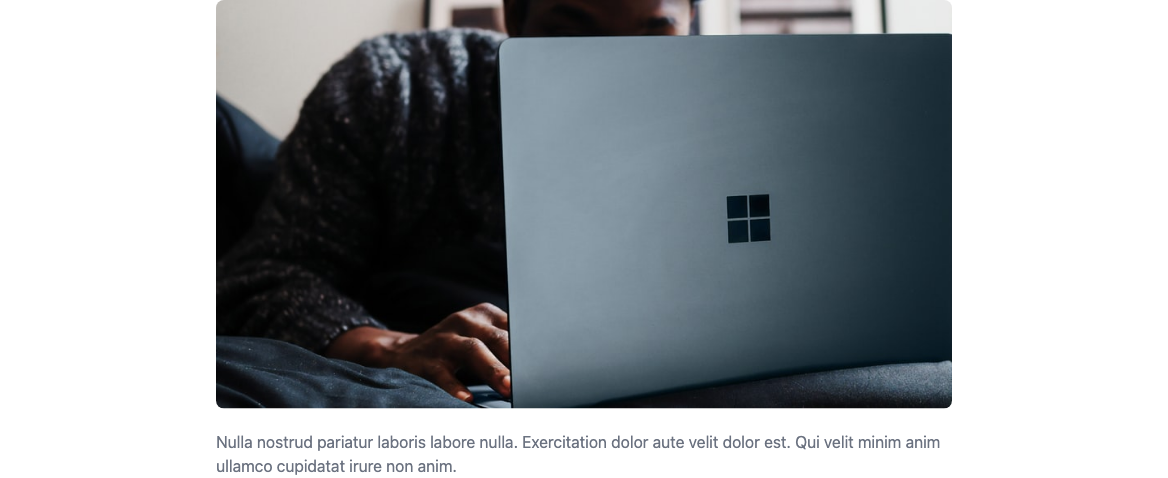 Nulla nostrud pariatur laboris labore nulla. Exercitation dolor aute velit dolor est. Qui velit minim anim
ullamco cupidatat irure non anim.